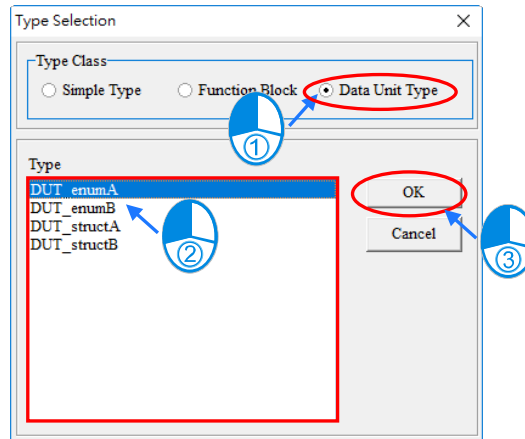 Type Selection
Type Class
Simple Type Function Block Data Unit Type
①
Type
DUT_enumA
DUT_enumB
DUT_structA
DUT_structB
OK
Cancel
②
③